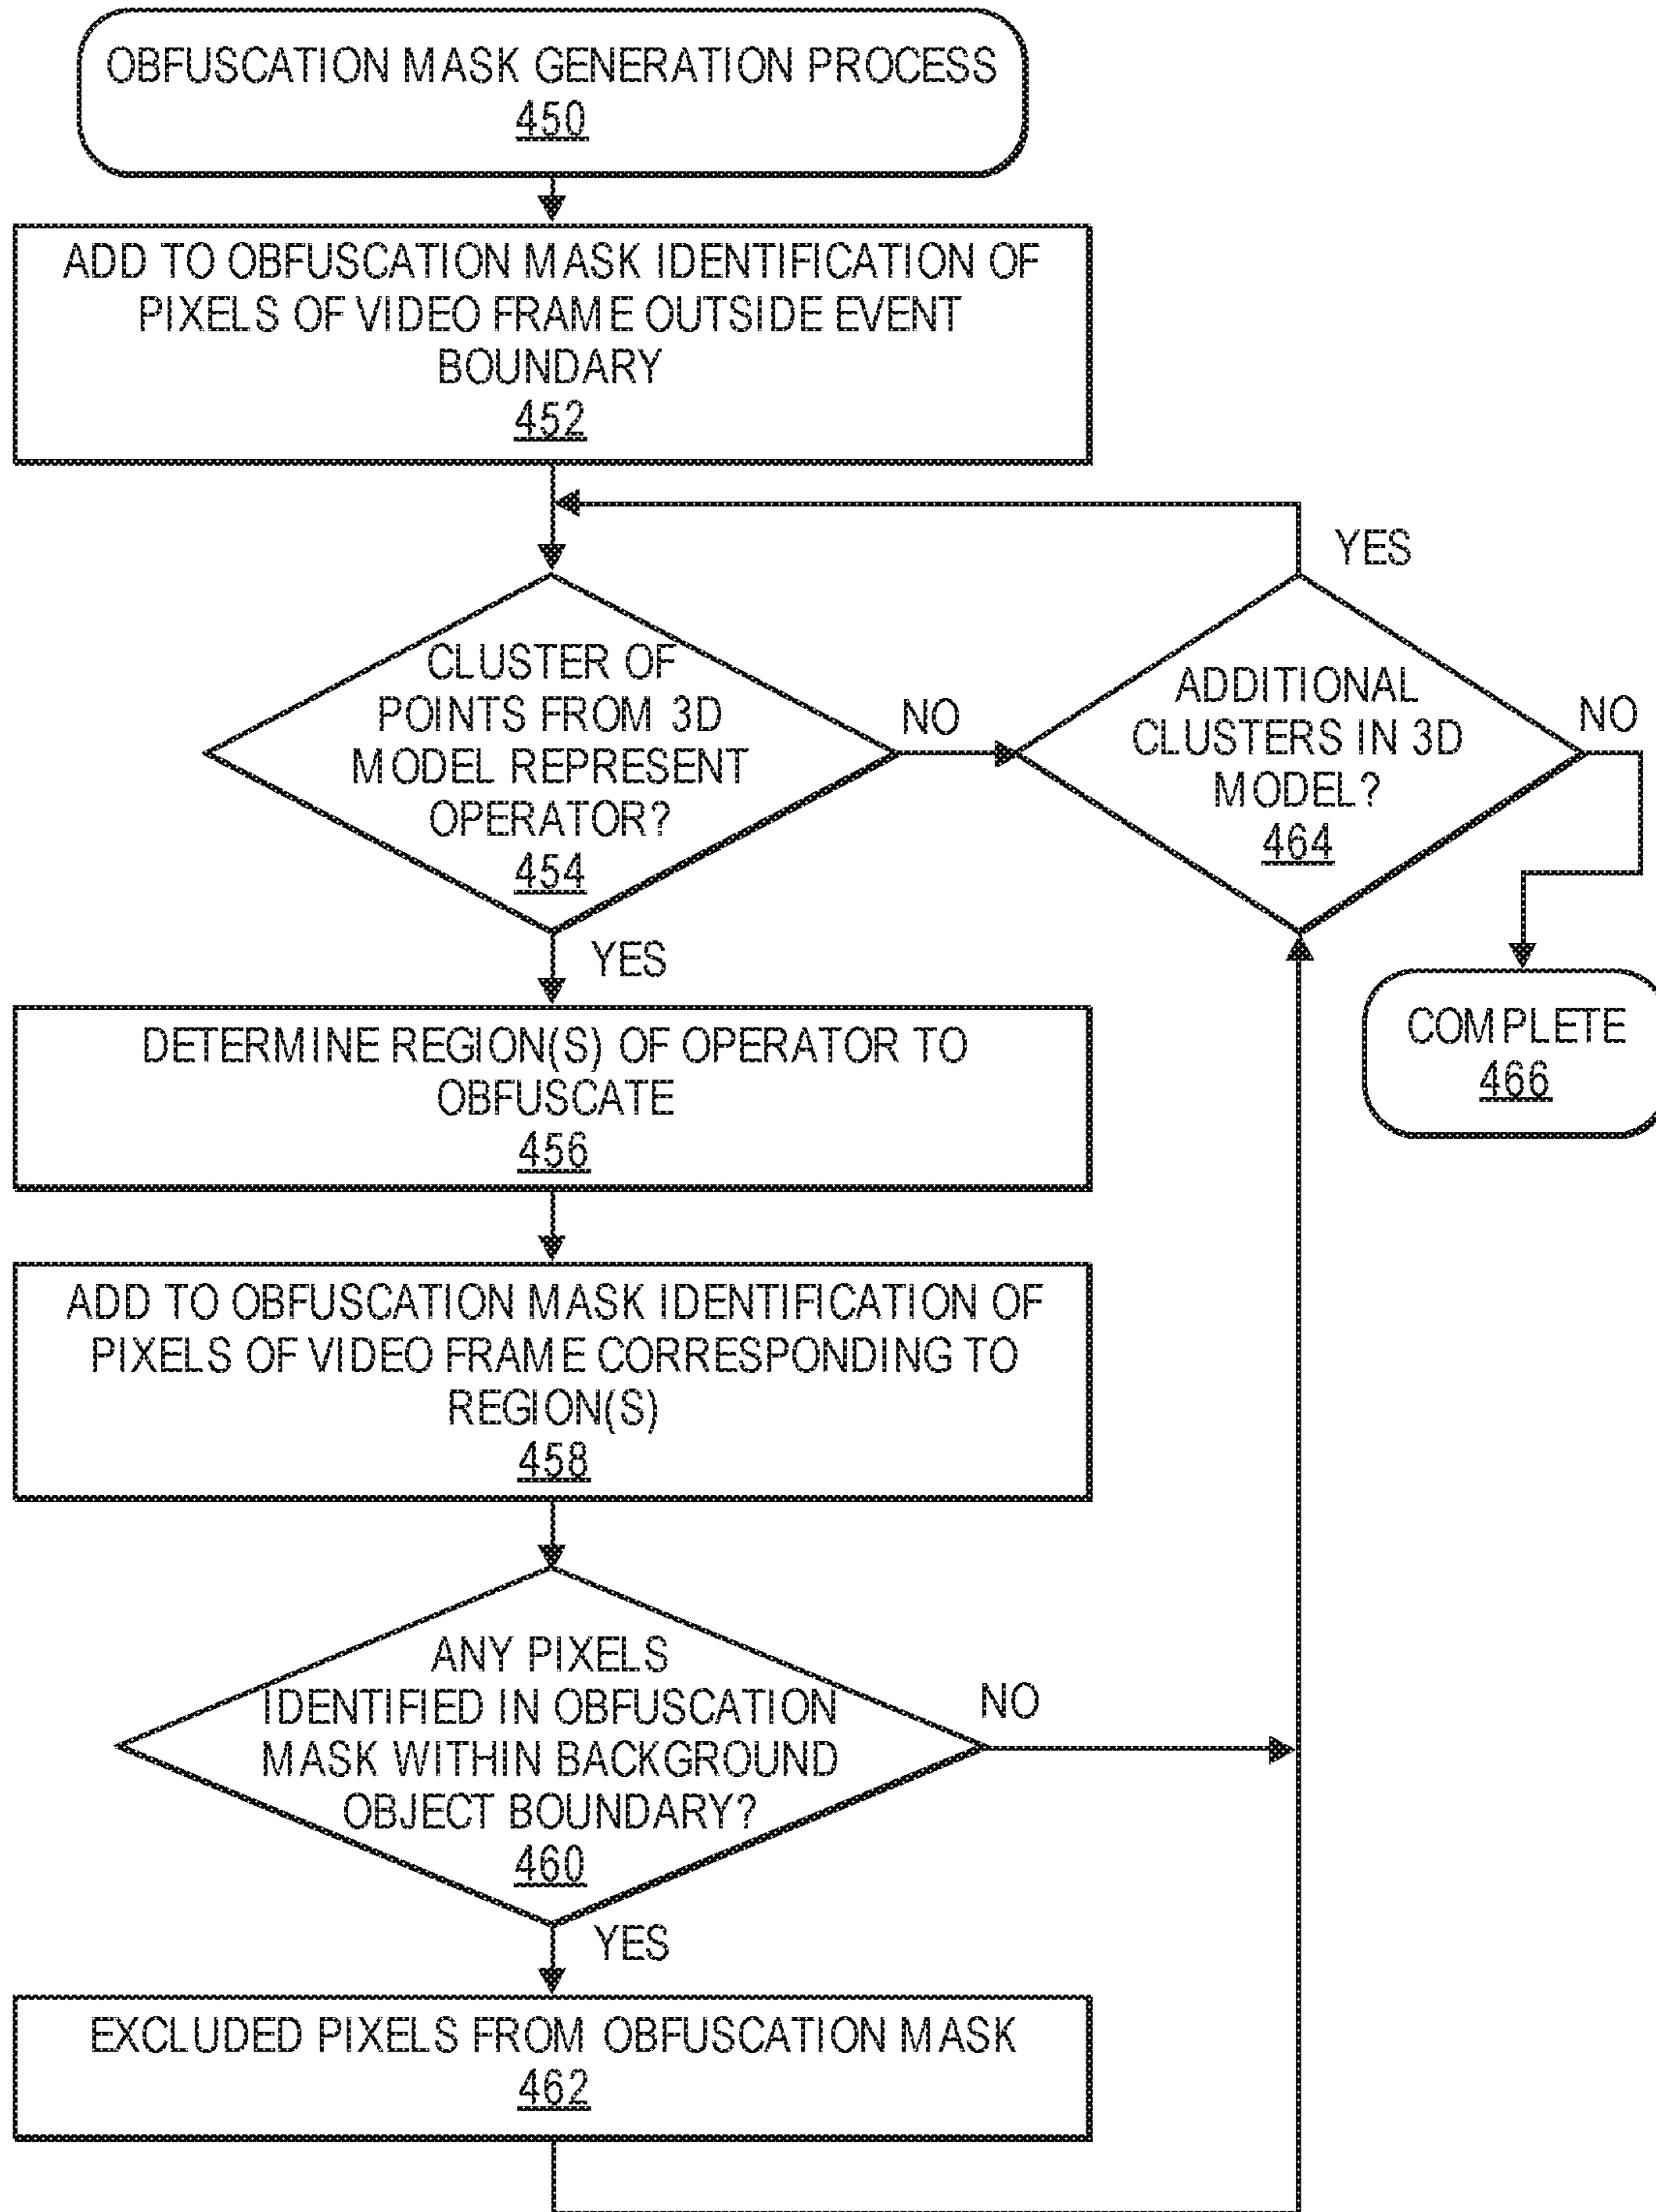 OBFUSCATION MASK GENERATION PROCESS
450
ADD TO OBFUSCATION MASK IDENTIFICATION OF
PIXELS OF VIDEO FRAME OUTSIDE EVENT
BOUNDARY
452
YES
CLUSTER OF
POINTS FROM 3D
MODEL REPRESENT
OPERATOR?
454
NO
ADDITIONAL
CLUSTERS IN 3D
MODEL?
464
NO
YES
COMPLETE
466
DETERMINE REGION(S) OF OPERATOR TO
OBFUSCATE
456
ADD TO OBFUSCATION MASK IDENTIFICATION OF
PIXELS OF VIDEO FRAME CORRESPONDING TO
REGION(S)
458
ANY PIXELS
IDENTIFIED IN OBFUSCATION
MASK WITHIN BACKGROUND
OBJECT BOUNDARY?
460
NO
YES
EXCLUDED PIXELS FROM OBFUSCATION MASK
462